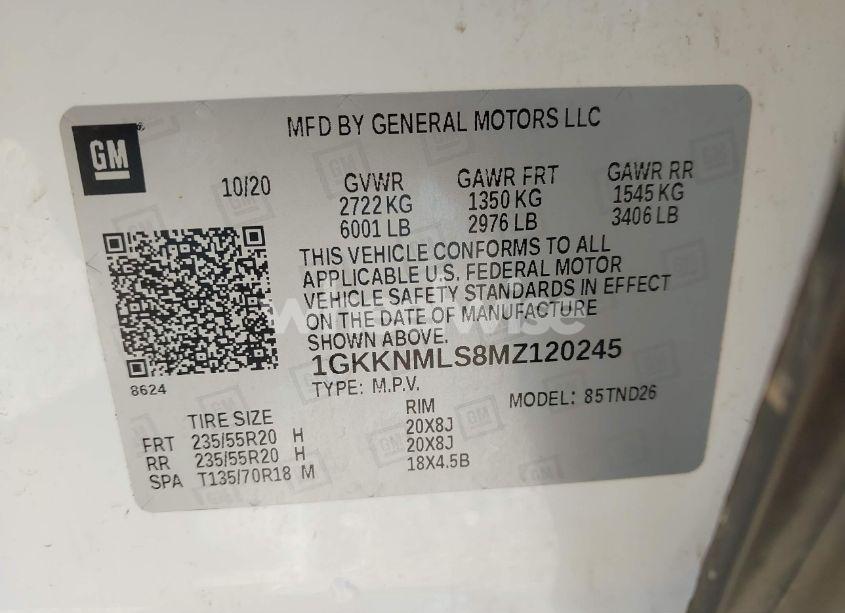 GM
MFD BY GENERAL MOTORS LLC
10/20 GVWR GAWR FRT GAWR RR
2722 KG 1350 KG 1545 KG
6001 LB 2976 LB 3406 LB
THIS VEHICLE CONFORMS TO ALL
APPLICABLE U.S. FEDERAL MOTOR
VEHICLE SAFETY STANDARDS IN EFFECT
ON THE DATE OF MANUFACTURE
SHOWN ABOVE.
1GKKNMLS8MZ120245
8624
TYPE: M.P.V. MODEL: 85TND26
TIRE SIZE RIM
FRT 235/55R20 H 20X8J
RR 235/55R20 H 20X8J
SPA T135/70R18 M 18X4.5B